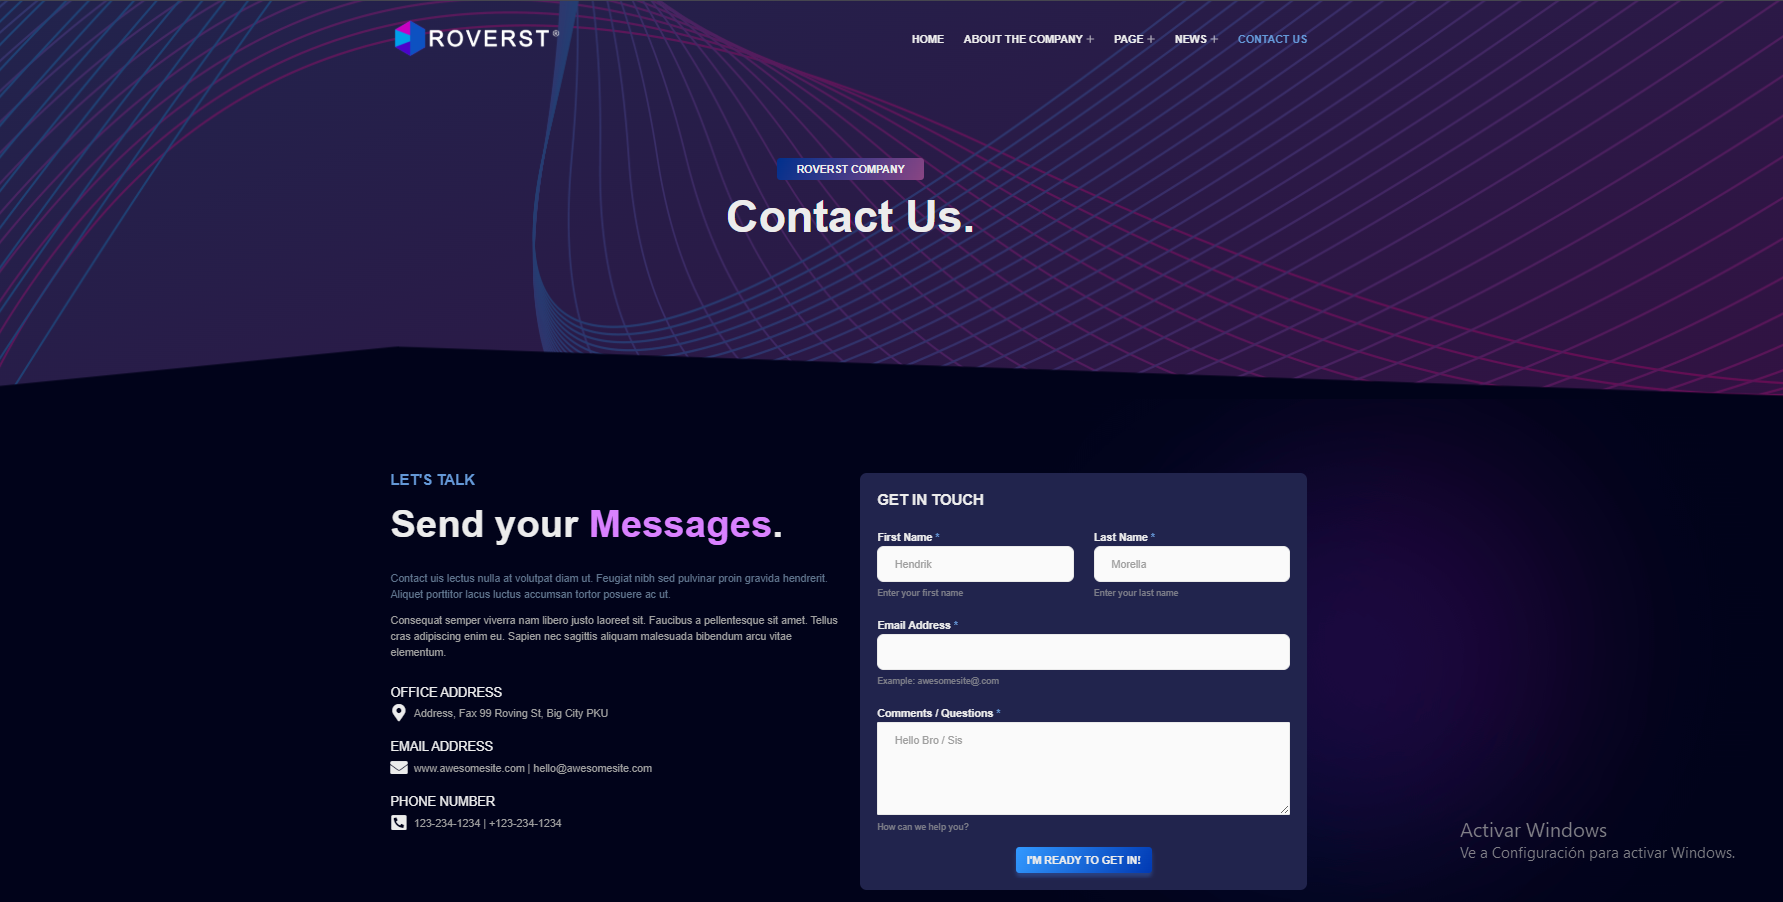 ROVERST®
HOME ABOUT THE COMPANY + PAGE + NEWS + CONTACT US
ROVERST COMPANY
Contact Us.
LET'S TALK
Send your Messages.
Contact uis lectus nulla at volutpat diam ut. Feugiat nibh sed pulvinar proin gravida hendrerit.
Aliquet porttitor lacus luctus accumsan tortor posuere ac ut.
Consequat semper viverra nam libero justo laoreet sit. Faucibus a pellentesque sit amet. Tellus
cras adipiscing enim eu. Sapien nec sagittis aliquam malesuada bibendum arcu vitae
elementum.
OFFICE ADDRESS
Address, Fax 99 Roving St, Big City PKU
EMAIL ADDRESS
www.awesomesite.com | hello@awesomesite.com
PHONE NUMBER
123-234-1234 | +123-234-1234
GET IN TOUCH
First Name * Last Name *
Hendrik Morella
Enter your first name Enter your last name
Email Address *
Example: awesomesite@.com
Comments / Questions *
Hello Bro / Sis
How can we help you?
I'M READY TO GET IN!
Activar Windows
Ve a Configuración para activar Windows.